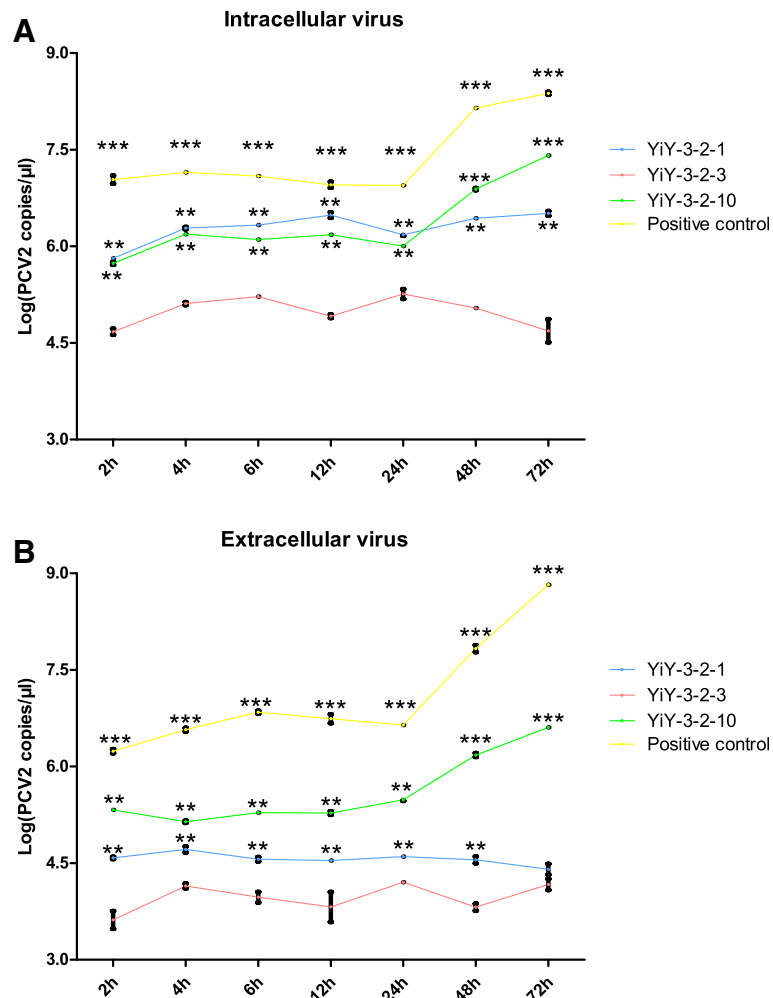 A
Intracellular virus
9.0
7.5
6.0
4.5
3.0
Log(PCV2 copies/µl)
*** *** *** *** *** *** ***
** ** ** ** ** *** ***
** ** ** ** ** ** **
2h 4h 6h 12h 24h 48h 72h
YiY-3-2-1
YiY-3-2-3
YiY-3-2-10
Positive control
B
Extracellular virus
9.0
7.5
6.0
4.5
3.0
Log(PCV2 copies/µl)
*** *** *** *** *** *** ***
** ** ** ** ** *** ***
** ** ** ** ** **
2h 4h 6h 12h 24h 48h 72h
YiY-3-2-1
YiY-3-2-3
YiY-3-2-10
Positive control